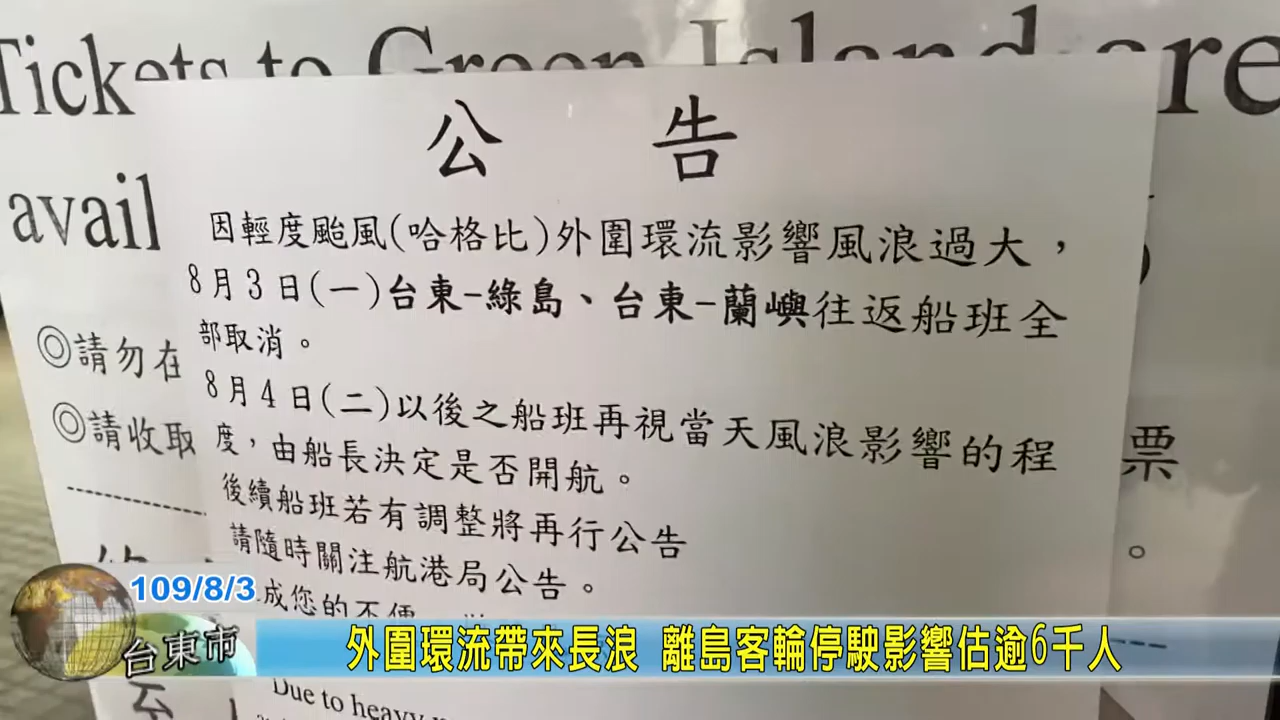 Tickets to Green Island are
avail
公 告
因輕度颱風(哈格比)外圍環流影響風浪過大，
8月3日(一)台東-綠島、台東-蘭嶼往返船班全
部取消。
8月4日(二)以後之船班再視當天風浪影響的程
度，由船長決定是否開航。
後續船班若有調整將再行公告
請隨時關注航港局公告。
成您的不便
◎請勿在
◎請收取
票
。
109/8/3
台東市
外圍環流帶來長浪 離島客輪停駛影響估逾6千人
Due to heavy